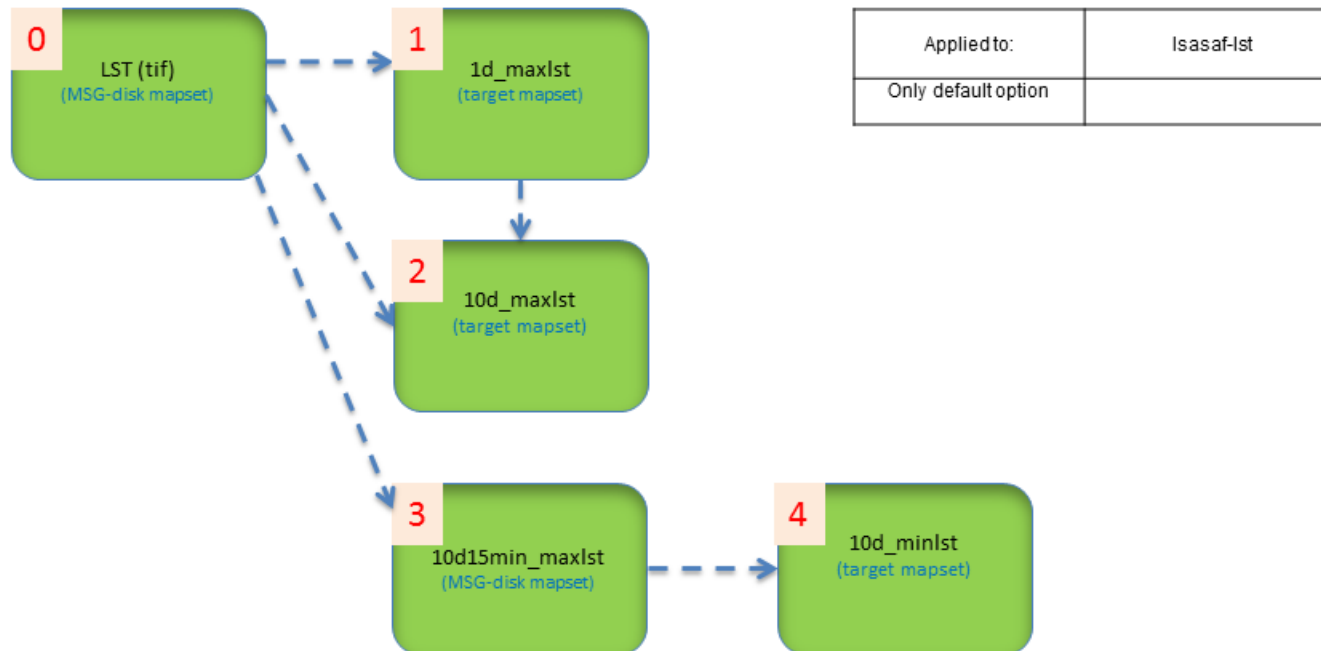 0
LST (tif)
(MSG-disk mapset)
1
1d_maxlst
(target mapset)
Applied to:
lsasaf-lst
Only default option
2
10d_maxlst
(target mapset)
3
10d15min_maxlst
(MSG-disk mapset)
4
10d_minlst
(target mapset)